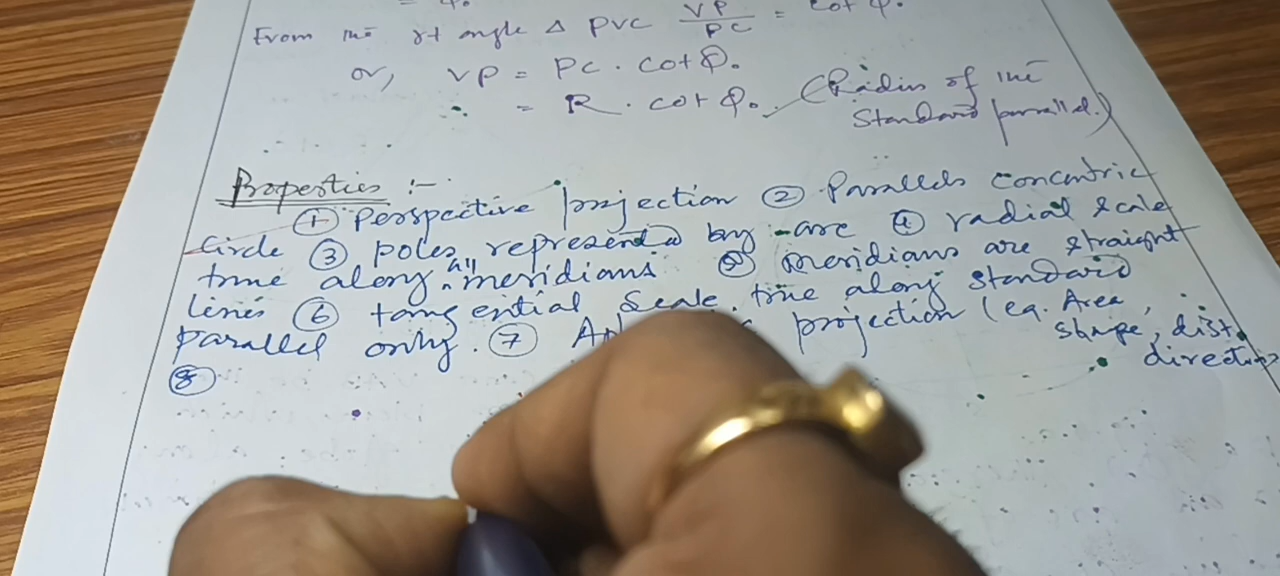 = φ.
From the rt angle Δ PVC VP/PC = cot φ.
or, VP = PC . cot φ.
= R . cot φ. (Radius of the
Standard parallel.)
Properties :-
① Perspective projection ② Parallels concentric
Circle ③ poles represented by arc ④ radial scale
true along all meridians ⑤ meridians are straight
lines ⑥ tangential scale true along standard
parallel only. ⑦ projection (eg. Area,
shape, dist.
direction
⑧